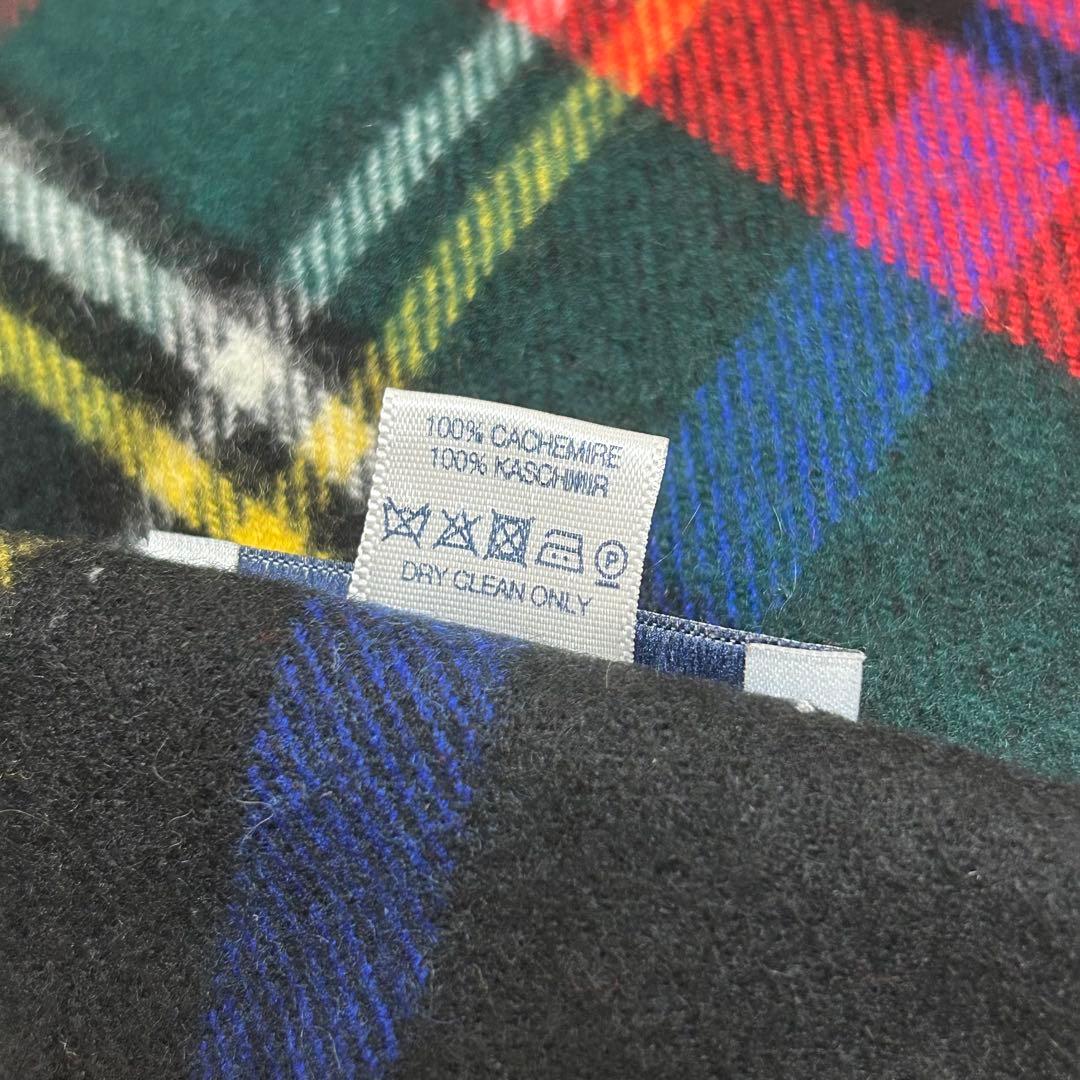 100% CACHEMIRE
100% KASCHMIR
P
DRY CLEAN ONLY